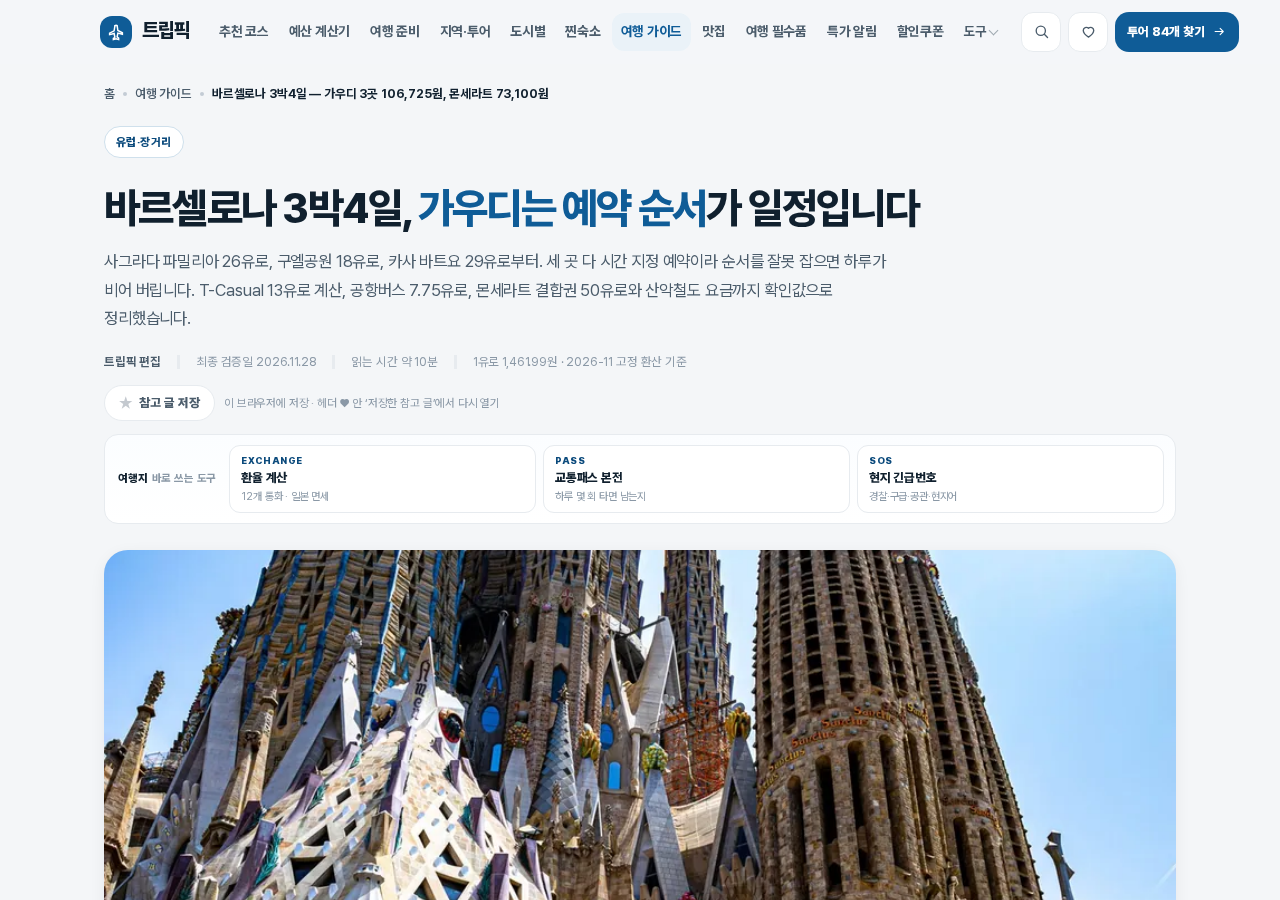 트립픽 추천 코스 예산 계산기 여행 준비 지역·투어 도시별 찐숙소 여행 가이드 맛집 여행 필수품 특가 알림 할인쿠폰 도구 투어 84개 찾기 →
홈 • 여행 가이드 • 바르셀로나 3박4일 — 가우디 3곳 106,725원, 몬세라트 73,100원
유럽·장거리
바르셀로나 3박4일, 가우디는 예약 순서가 일정입니다
사그라다 파밀리아 26유로, 구엘공원 18유로, 카사 바트요 29유로부터. 세 곳 다 시간 지정 예약이라 순서를 잘못 잡으면 하루가
비어 버립니다. T-Casual 13유로 계산, 공항버스 7.75유로, 몬세라트 결합권 50유로와 산악철도 요금까지 확인값으로
정리했습니다.
트립픽 편집 최종 검증일 2026.11.28 읽는 시간 약 10분 1유로 1,461.99원 · 2026-11 고정 환산 기준
★ 참고 글 저장 이 브라우저에 저장 · 헤더 ♥ 안 '저장한 참고 글'에서 다시 열기
여행지 바로 쓰는 도구
EXCHANGE
환율 계산
12개 통화 · 일본 면세
PASS
교통패스 본전
하루 몇 회 타면 남는지
SOS
현지 긴급번호
경찰·구급·공관·현지어
Sanctus Sanctus
Sanctus